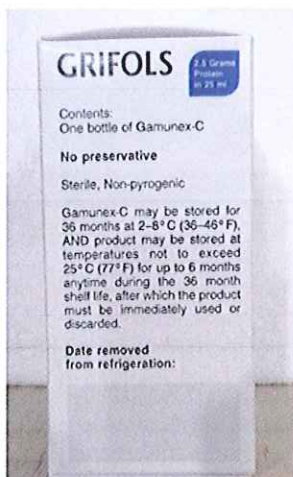 GRIFOLS
2.5 Grams
Protein
in 25 ml
Contents:
One bottle of Gamunex-C
No preservative
Sterile, Non-pyrogenic
Gamunex-C may be stored for
36 months at 2–8° C (36–46° F),
AND product may be stored at
temperatures not to exceed
25° C (77° F) for up to 6 months
anytime during the 36 month
shelf life, after which the product
must be immediately used or
discarded.
Date removed
from refrigeration: